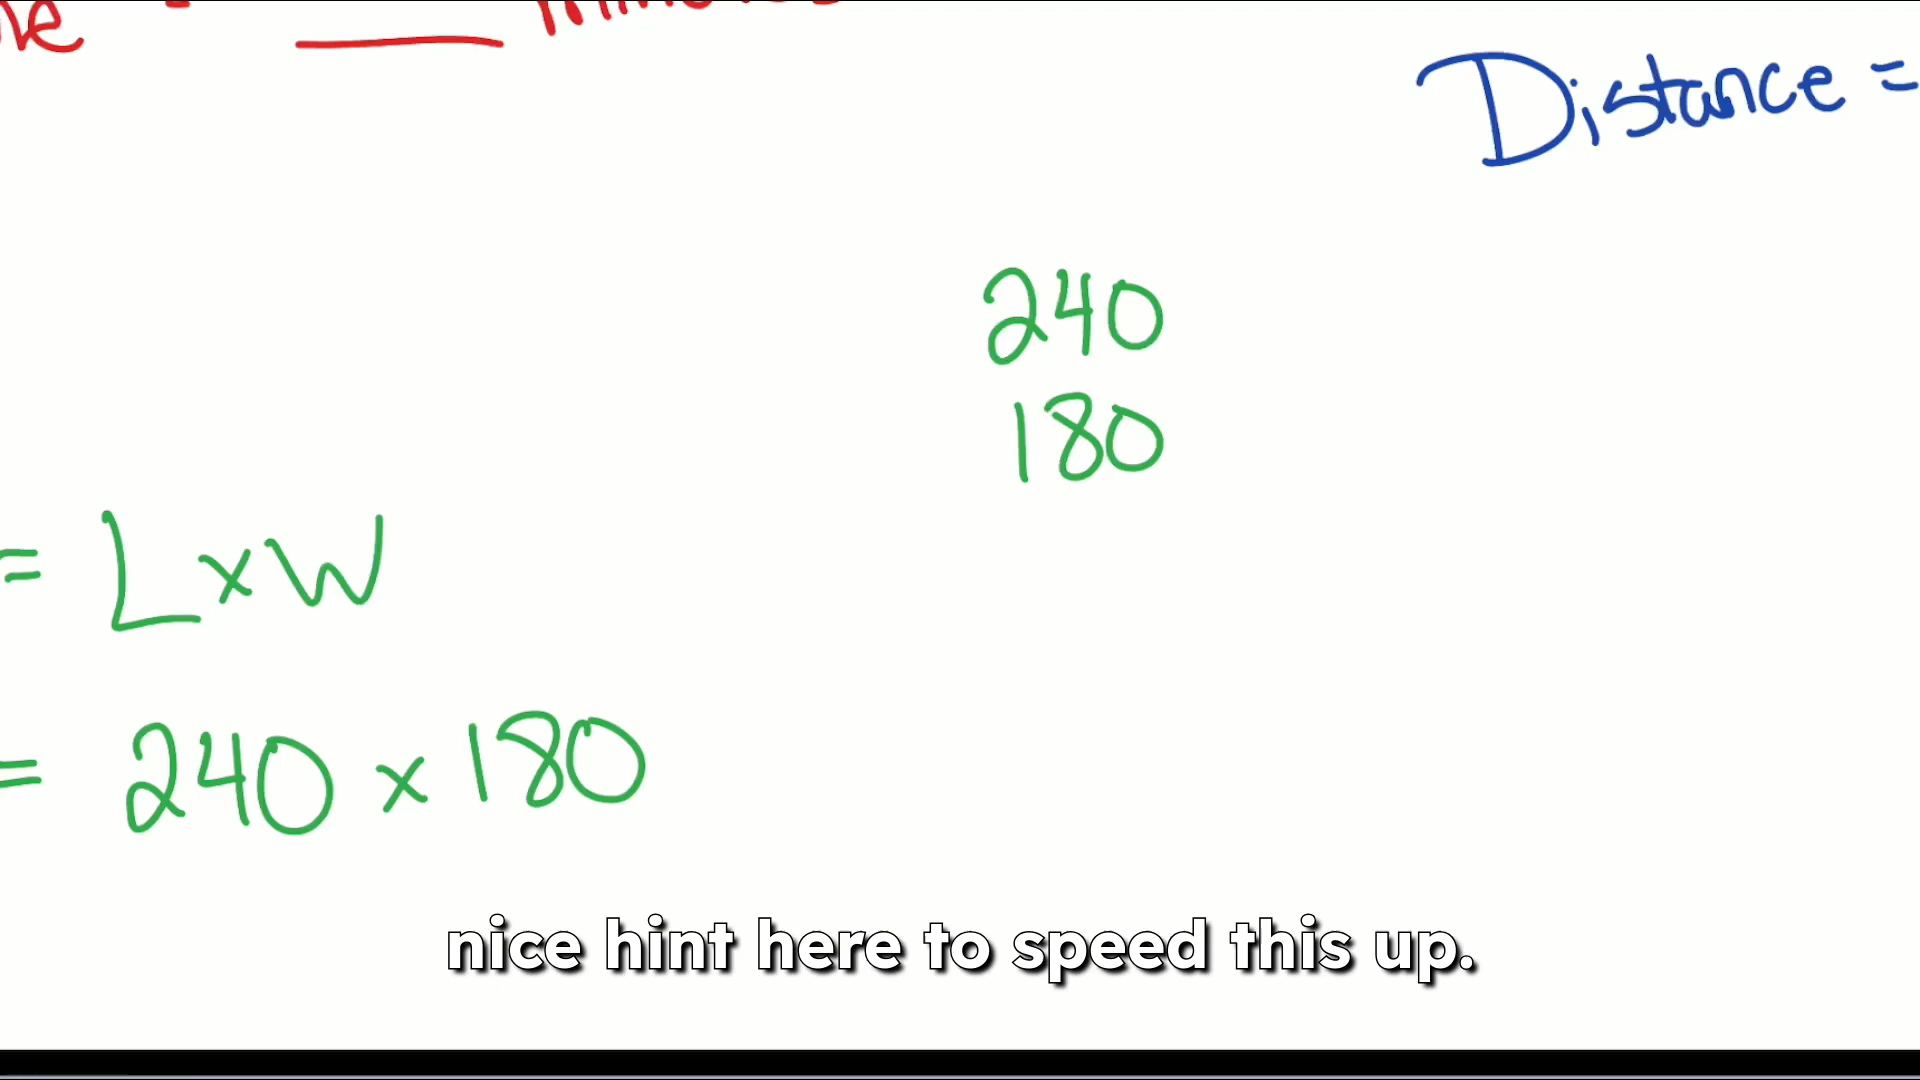 Distance =
240
180
= L x W
= 240 x 180
nice hint here to speed this up.